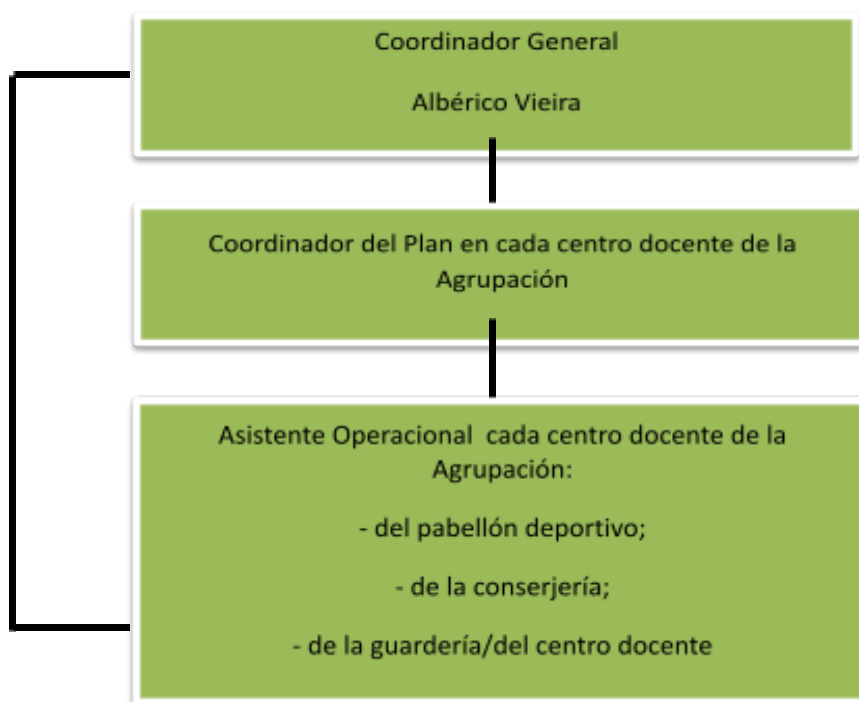 Coordinador General
Albérico Vieira
Coordinador del Plan en cada centro docente de la
Agrupación
Asistente Operacional cada centro docente de la
Agrupación:
- del pabellón deportivo;
- de la conserjería;
- de la guardería/del centro docente